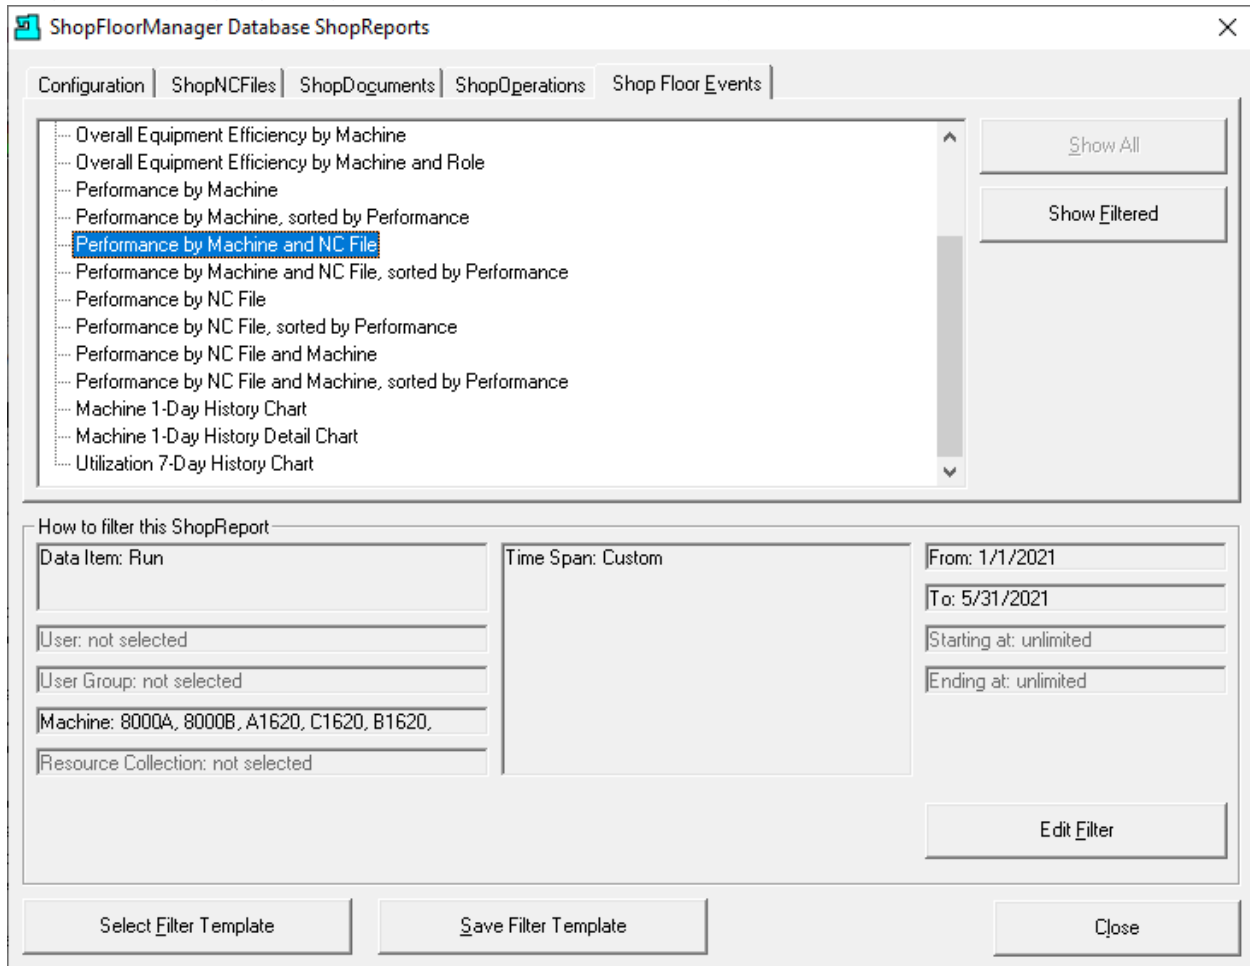 ShopFloorManager Database ShopReports
Configuration
ShopNCFiles
ShopDocuments
ShopOperations
Shop Floor Events
Overall Equipment Efficiency by Machine
Overall Equipment Efficiency by Machine and Role
Performance by Machine
Performance by Machine, sorted by Performance
Performance by Machine and NC File
Performance by Machine and NC File, sorted by Performance
Performance by NC File
Performance by NC File, sorted by Performance
Performance by NC File and Machine
Performance by NC File and Machine, sorted by Performance
Machine 1-Day History Chart
Machine 1-Day History Detail Chart
Utilization 7-Day History Chart
Show All
Show Filtered
How to filter this ShopReport
Data Item: Run
User: not selected
User Group: not selected
Machine: 8000A, 8000B, A1620, C1620, B1620,
Resource Collection: not selected
Time Span: Custom
From: 1/1/2021
To: 5/31/2021
Starting at: unlimited
Ending at: unlimited
Edit Filter
Select Filter Template
Save Filter Template
Close